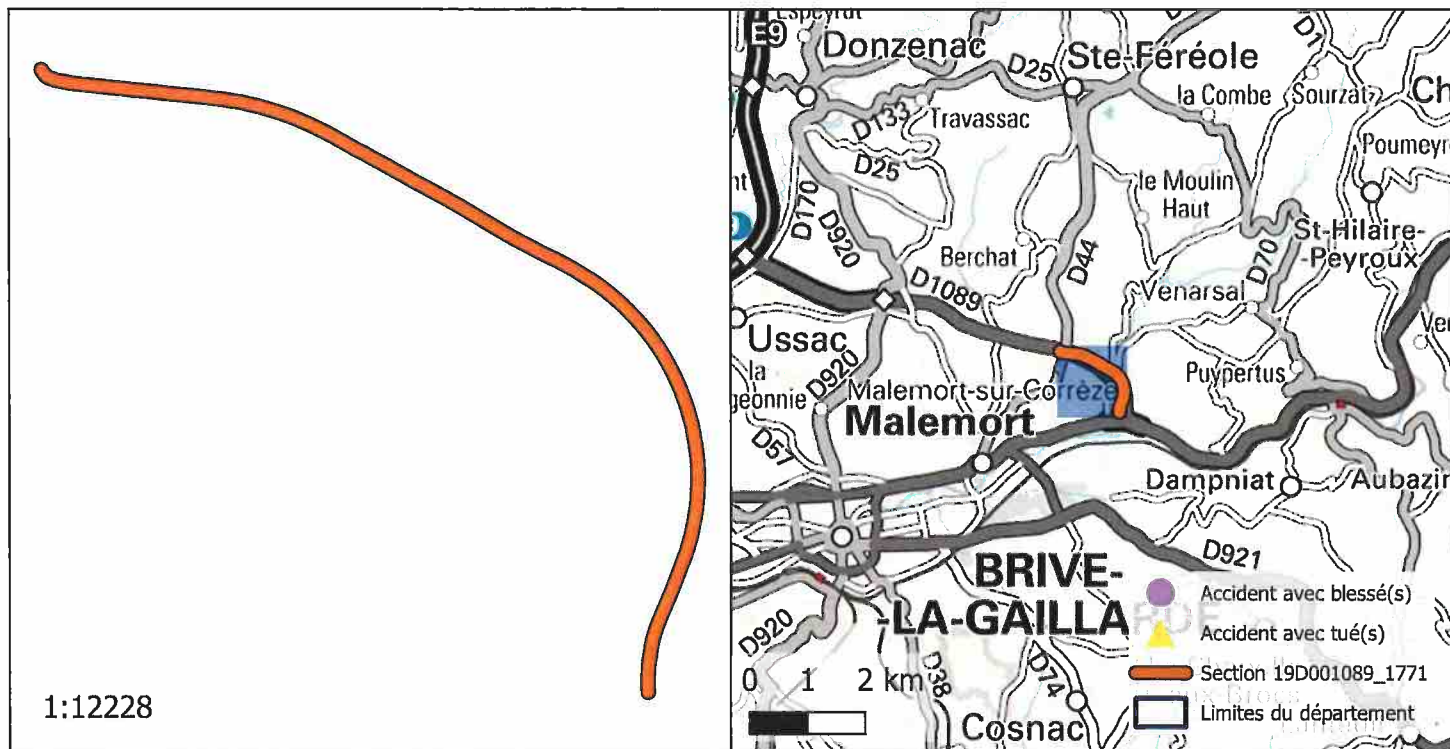 1:12228
E9
Donzenac
Ste-Féréole
D25
D1
la Combe
Sourzat
D133
Travassac
D25
D170
D920
le Moulin
Haut
St-Hilaire-
-Peyroux
Berchat
D44
D70
D1089
Venarsal
Ussac
D920
la
Puypertus
Malemort-sur-Corrèze
Malemort
D57
Dampniat
D921
BRIVE-
-LA-GAILLA
D920
D38
D74
Cosnac
0 1 2 km
Accident avec blessé(s)
Accident avec tué(s)
Section 19D001089_1771
Limites du département